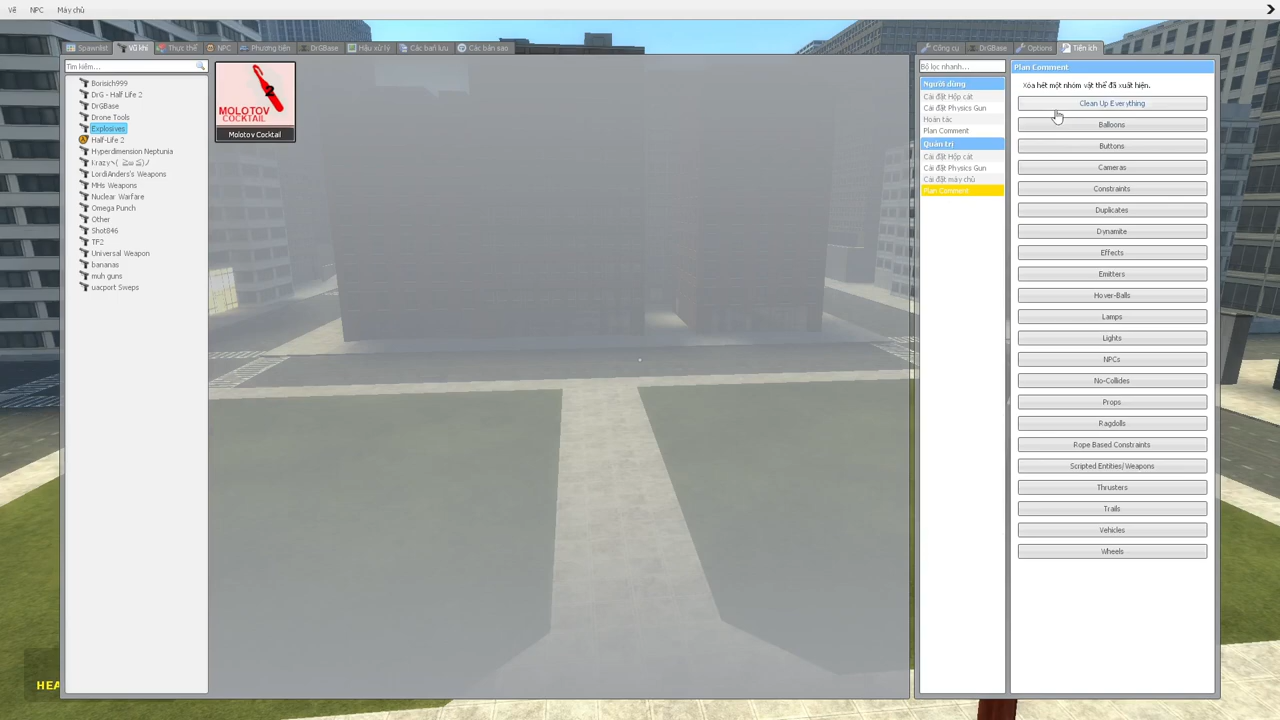 Vẽ NPC Máy chủ
Spawnlist Vũ khí Thực thể NPC Phương tiện DrGBase Hậu xử lý Các bản lưu Các bản sao
Công cụ DrGBase Options Tiện ích
Tìm kiếm...
Borisich999
DrG - Half Life 2
DrGBase
Drone Tools
Explosives
Half-Life 2
Hyperdimension Neptunia
LordiAnders's Weapons
MHs Weapons
Nuclear Warfare
Omega Punch
Other
Shot846
TF2
Universal Weapon
bananas
muh guns
uacport Sweps
MOLOTOV
COCKTAIL
2
Molotov Cocktail
Bộ lọc nhanh...
Người dùng
Cài đặt Hộp cát
Cài đặt Physics Gun
Hoàn tác
Plan Comment
Quản trị
Cài đặt Hộp cát
Cài đặt Physics Gun
Cài đặt máy chủ
Plan Comment
Plan Comment
Xóa hết một nhóm vật thể đã xuất hiện.
Clean Up Everything
Balloons
Buttons
Cameras
Constraints
Duplicates
Dynamite
Effects
Emitters
Hover-Balls
Lamps
Lights
NPCs
No-Collides
Props
Ragdolls
Rope Based Constraints
Scripted Entities/Weapons
Thrusters
Trails
Vehicles
Wheels
HEA